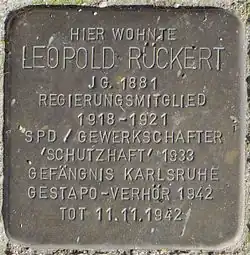 HIER WOHNTE
LEOPOLD RÜCKERT
JG. 1881
REGIERUNGSMITGLIED
1918-1921
SPD / GEWERKSCHAFTER
'SCHUTZHAFT' 1933
GEFÄNGNIS KARLSRUHE
GESTAPO-VERHÖR 1942
TOT 11.11.1942